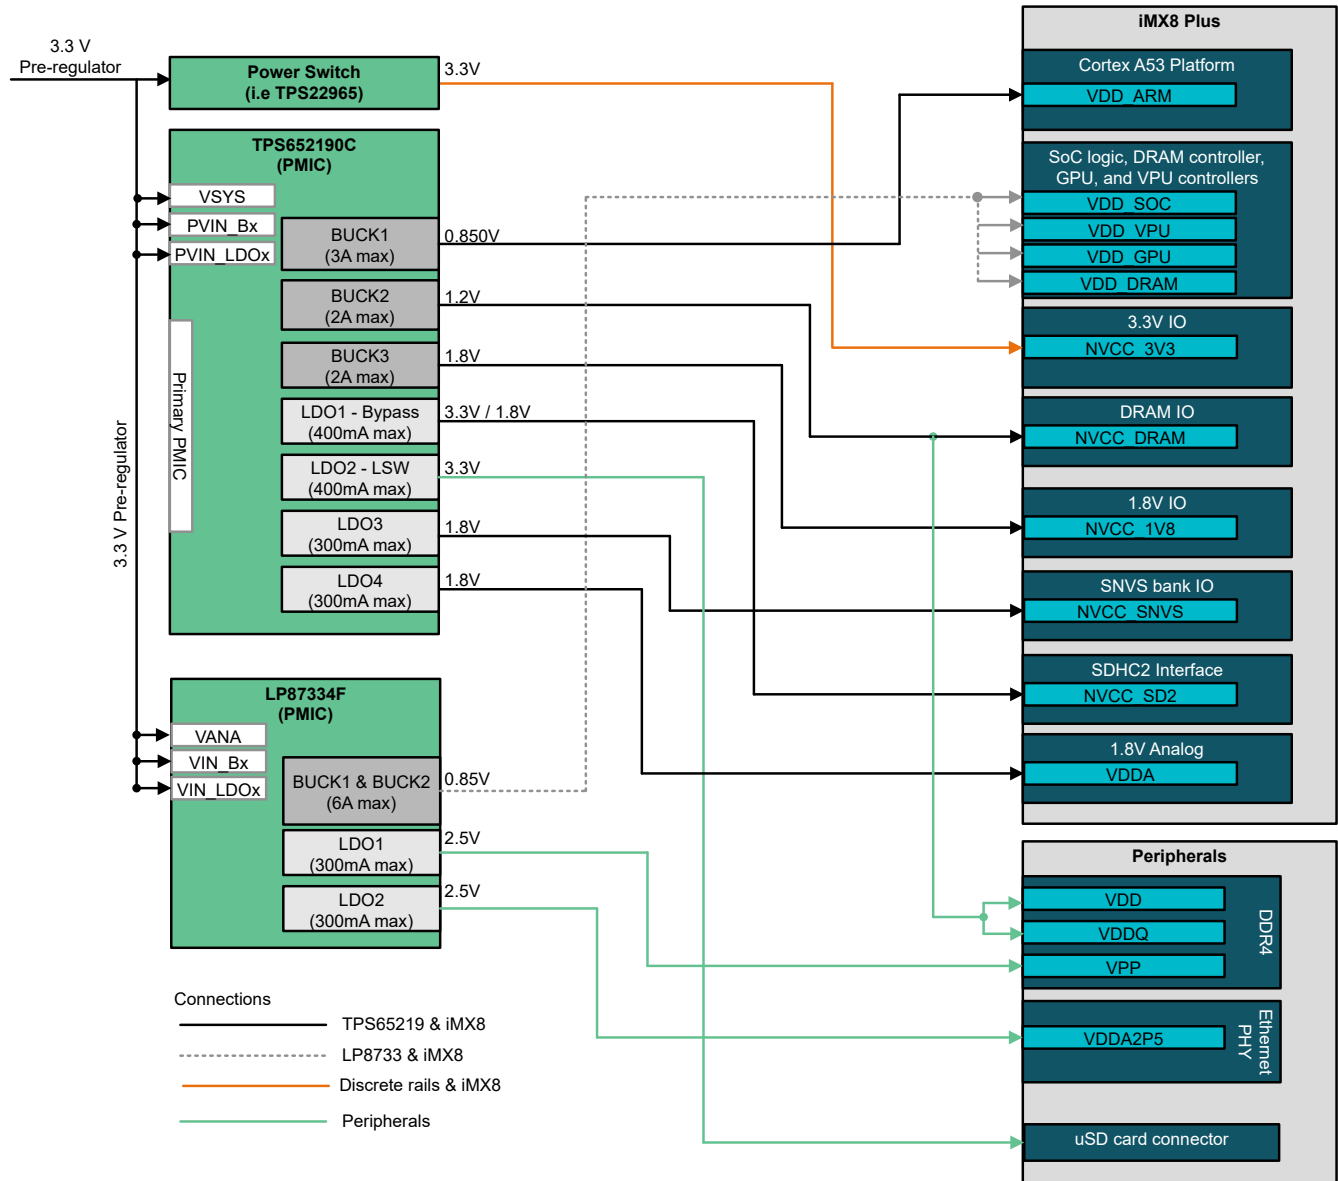 3.3 V
Pre-regulator
Power Switch
(i.e TPS22965)
3.3V
TPS652190C
(PMIC)
VSYS
PVIN_Bx
PVIN_LDOx
Primary PMIC
3.3 V Pre-regulator
BUCK1
(3A max)
0.850V
BUCK2
(2A max)
1.2V
BUCK3
(2A max)
1.8V
LDO1 - Bypass
(400mA max)
3.3V / 1.8V
LDO2 - LSW
(400mA max)
3.3V
LDO3
(300mA max)
1.8V
LDO4
(300mA max)
1.8V
LP87334F
(PMIC)
VANA
VIN_Bx
VIN_LDOx
BUCK1 & BUCK2
(6A max)
0.85V
LDO1
(300mA max)
2.5V
LDO2
(300mA max)
2.5V
Connections
TPS65219 & iMX8
LP8733 & iMX8
Discrete rails & iMX8
Peripherals
iMX8 Plus
Cortex A53 Platform
VDD_ARM
SoC logic, DRAM controller,
GPU, and VPU controllers
VDD_SOC
VDD_VPU
VDD_GPU
VDD_DRAM
3.3V IO
NVCC_3V3
DRAM IO
NVCC_DRAM
1.8V IO
NVCC_1V8
SNVS bank IO
NVCC_SNVS
SDHC2 Interface
NVCC_SD2
1.8V Analog
VDDA
Peripherals
VDD
VDDQ
VPP
DDR4
VDDA2P5
Ethernet
PHY
uSD card connector